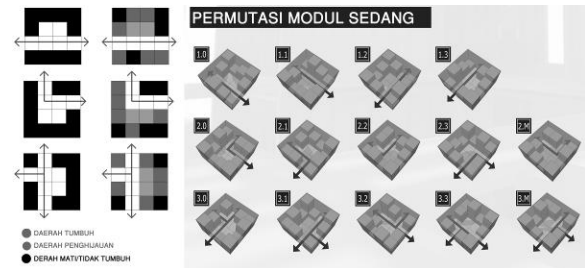 PERMUTASI MODUL SEDANG
1.0
1.1
1.2
1.3
2.0
2.1
2.2
2.3
2.M
3.0
3.1
3.2
3.3
3.M
DAERAH TUMBUH
DAERAH PENGHIJAUAN
DERAH MATI/TIDAK TUMBUH